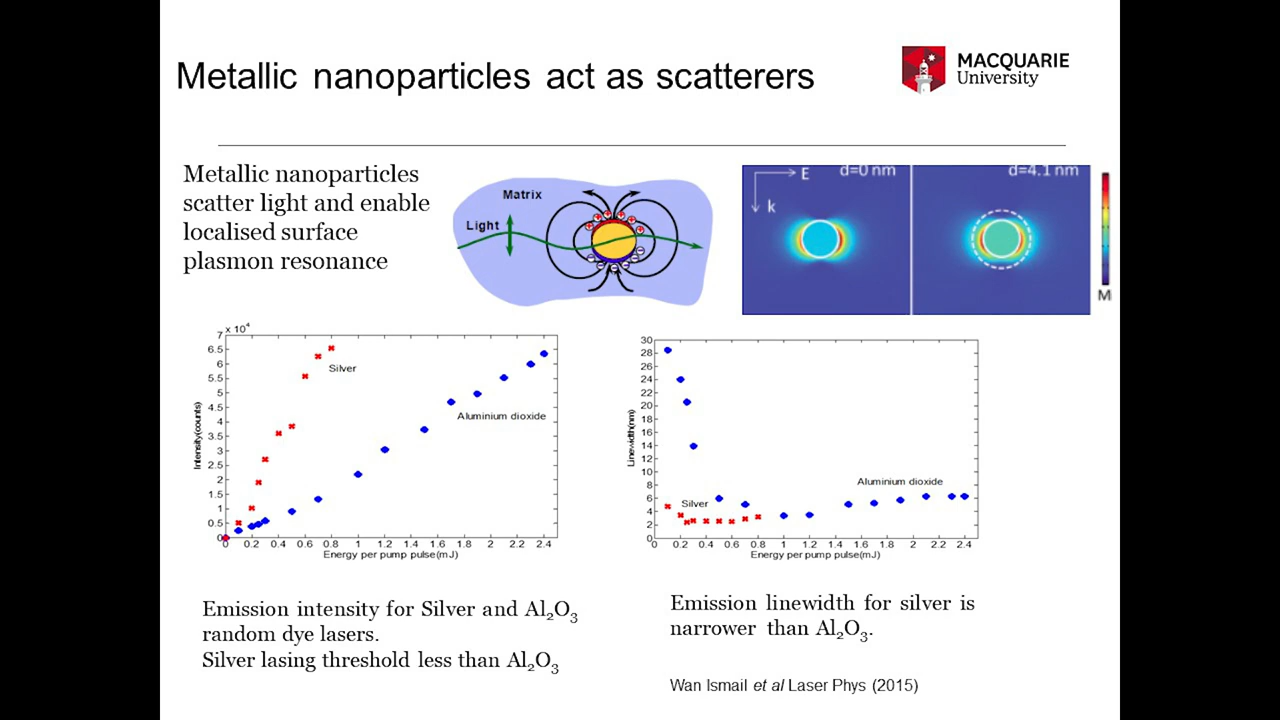 Metallic nanoparticles act as scatterers
MACQUARIE
University
Metallic nanoparticles
scatter light and enable
localised surface
plasmon resonance
Matrix
Light
E
k
d=0 nm
d=4.1 nm
M
7 x 10⁴
6.5
6
5.5
5
4.5
4
3.5
3
2.5
2
1.5
1
0.5
0
Intensity(counts)
Silver
Aluminium dioxide
0 0.2 0.4 0.6 0.8 1 1.2 1.4 1.6 1.8 2 2.2 2.4
Energy per pump pulse(mJ)
30
28
26
24
22
20
18
16
14
12
10
8
6
4
2
0
Linewidth(nm)
Silver
Aluminium dioxide
0 0.2 0.4 0.6 0.8 1 1.2 1.4 1.6 1.8 2 2.2 2.4
Energy per pump pulse(mJ)
Emission intensity for Silver and Al₂O₃
random dye lasers.
Silver lasing threshold less than Al₂O₃
Emission linewidth for silver is
narrower than Al₂O₃.
Wan Ismail et al Laser Phys (2015)